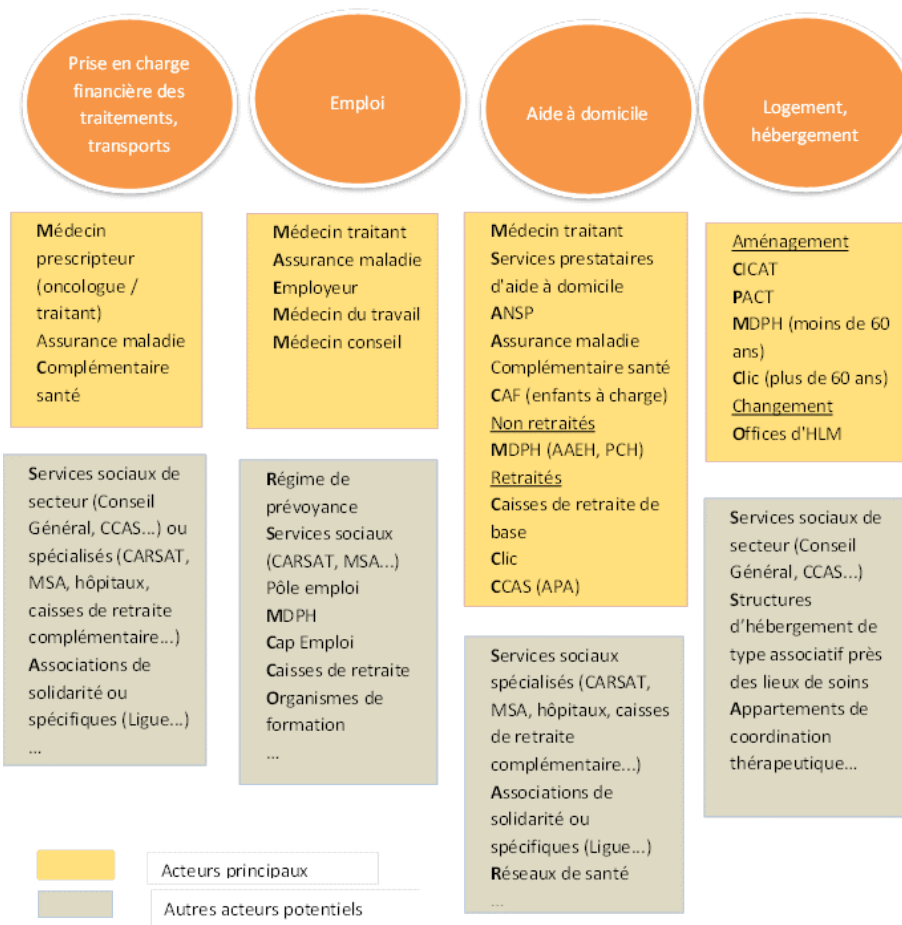 Prise en charge
financière des
traitements,
transports
Emploi
Aide à domicile
Logement,
hébergement
Médecin
prescripteur
(oncologue /
traitant)
Assurance maladie
Complémentaire
santé
Médecin traitant
Assurance maladie
Employeur
Médecin du travail
Médecin conseil
Médecin traitant
Services prestataires
d'aide à domicile
ANSP
Assurance maladie
Complémentaire santé
CAF (enfants à charge)
Non retraités
MDPH (AAEH, PCH)
Retraités
Caisses de retraite de
base
Clic
CCAS (APA)
Aménagement
CICAT
PACT
MDPH (moins de 60
ans)
Clic (plus de 60 ans)
Changement
Offices d'HLM
Services sociaux de
secteur (Conseil
Général, CCAS...) ou
spécialisés (CARSAT,
MSA, hôpitaux,
caisses de retraite
complémentaire...)
Associations de
solidarité ou
spécifiques (Ligue...)
...
Régime de
prévoyance
Services sociaux
(CARSAT, MSA...)
Pôle emploi
MDPH
Cap Emploi
Caisses de retraite
Organismes de
formation
...
Services sociaux
spécialisés (CARSAT,
MSA, hôpitaux, caisses
de retraite
complémentaire...)
Associations de
solidarité ou
spécifiques (Ligue...)
Réseaux de santé
...
Services sociaux de
secteur (Conseil
Général, CCAS...)
Structures
d'hébergement de
type associatif près
des lieux de soins
Appartements de
coordination
thérapeutique...
Acteurs principaux
Autres acteurs potentiels